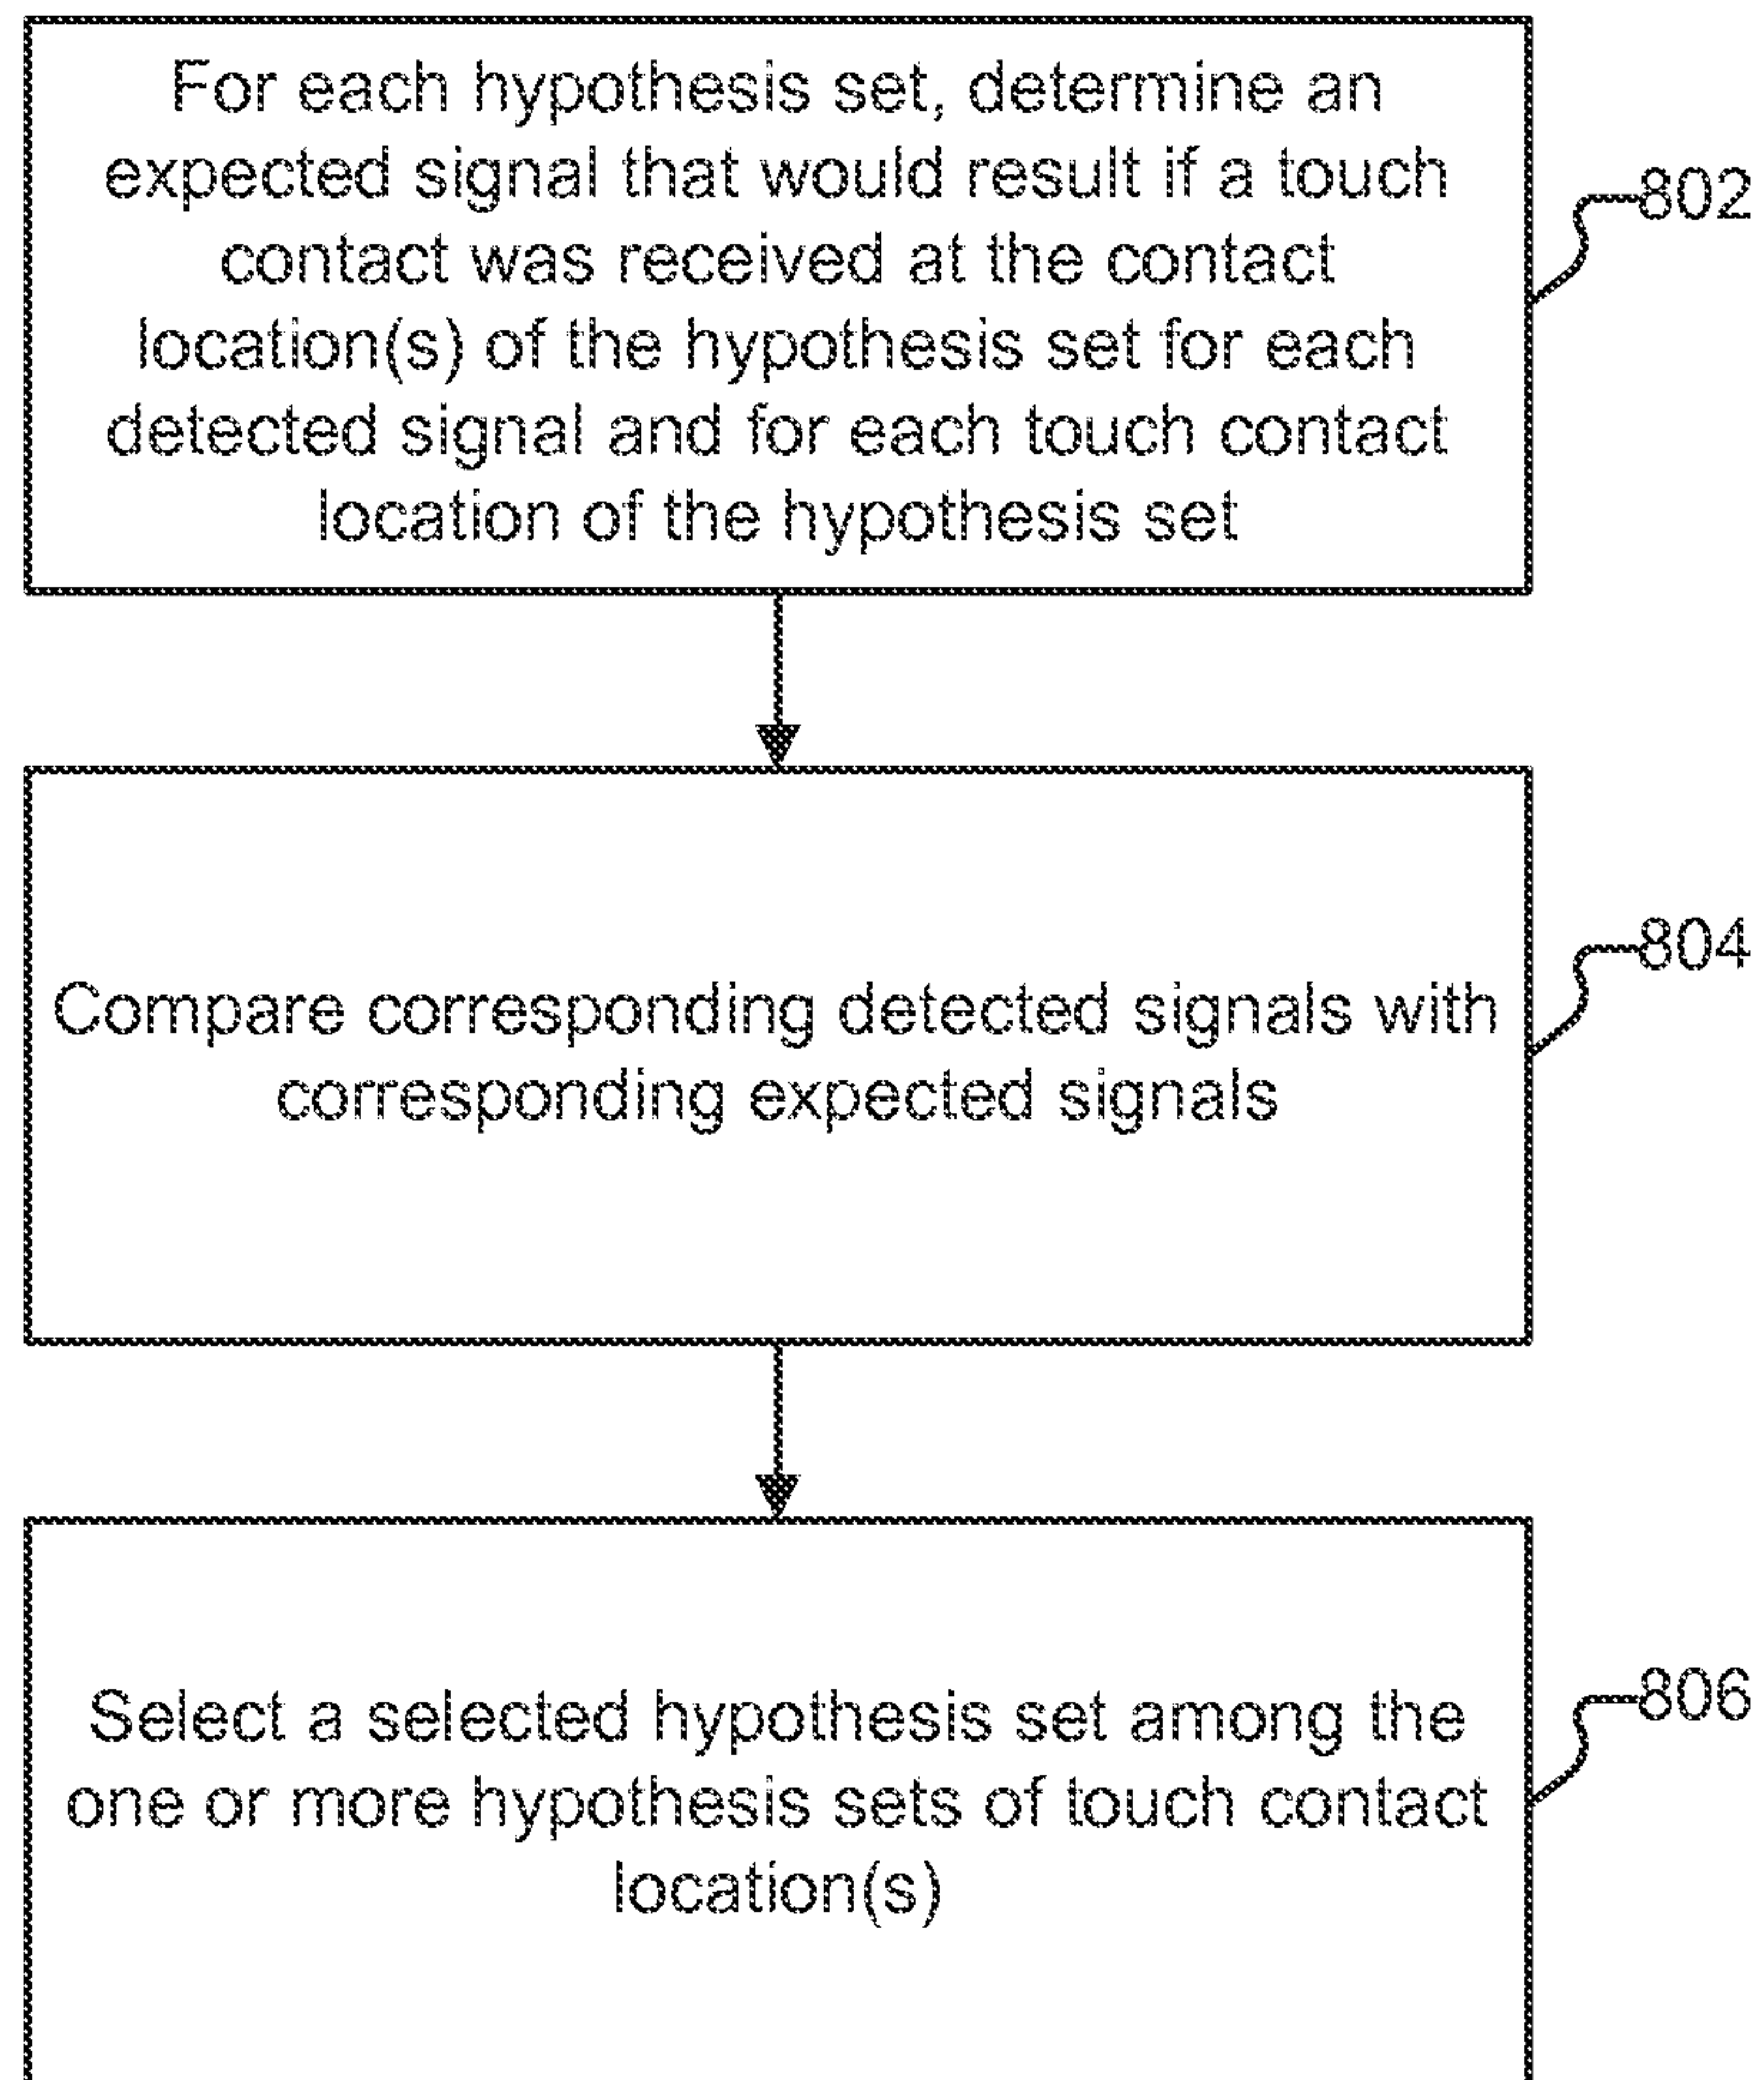 For each hypothesis set, determine an
expected signal that would result if a touch
contact was received at the contact
location(s) of the hypothesis set for each
detected signal and for each touch contact
location of the hypothesis set
802
Compare corresponding detected signals with
corresponding expected signals
804
Select a selected hypothesis set among the
one or more hypothesis sets of touch contact
location(s)
806